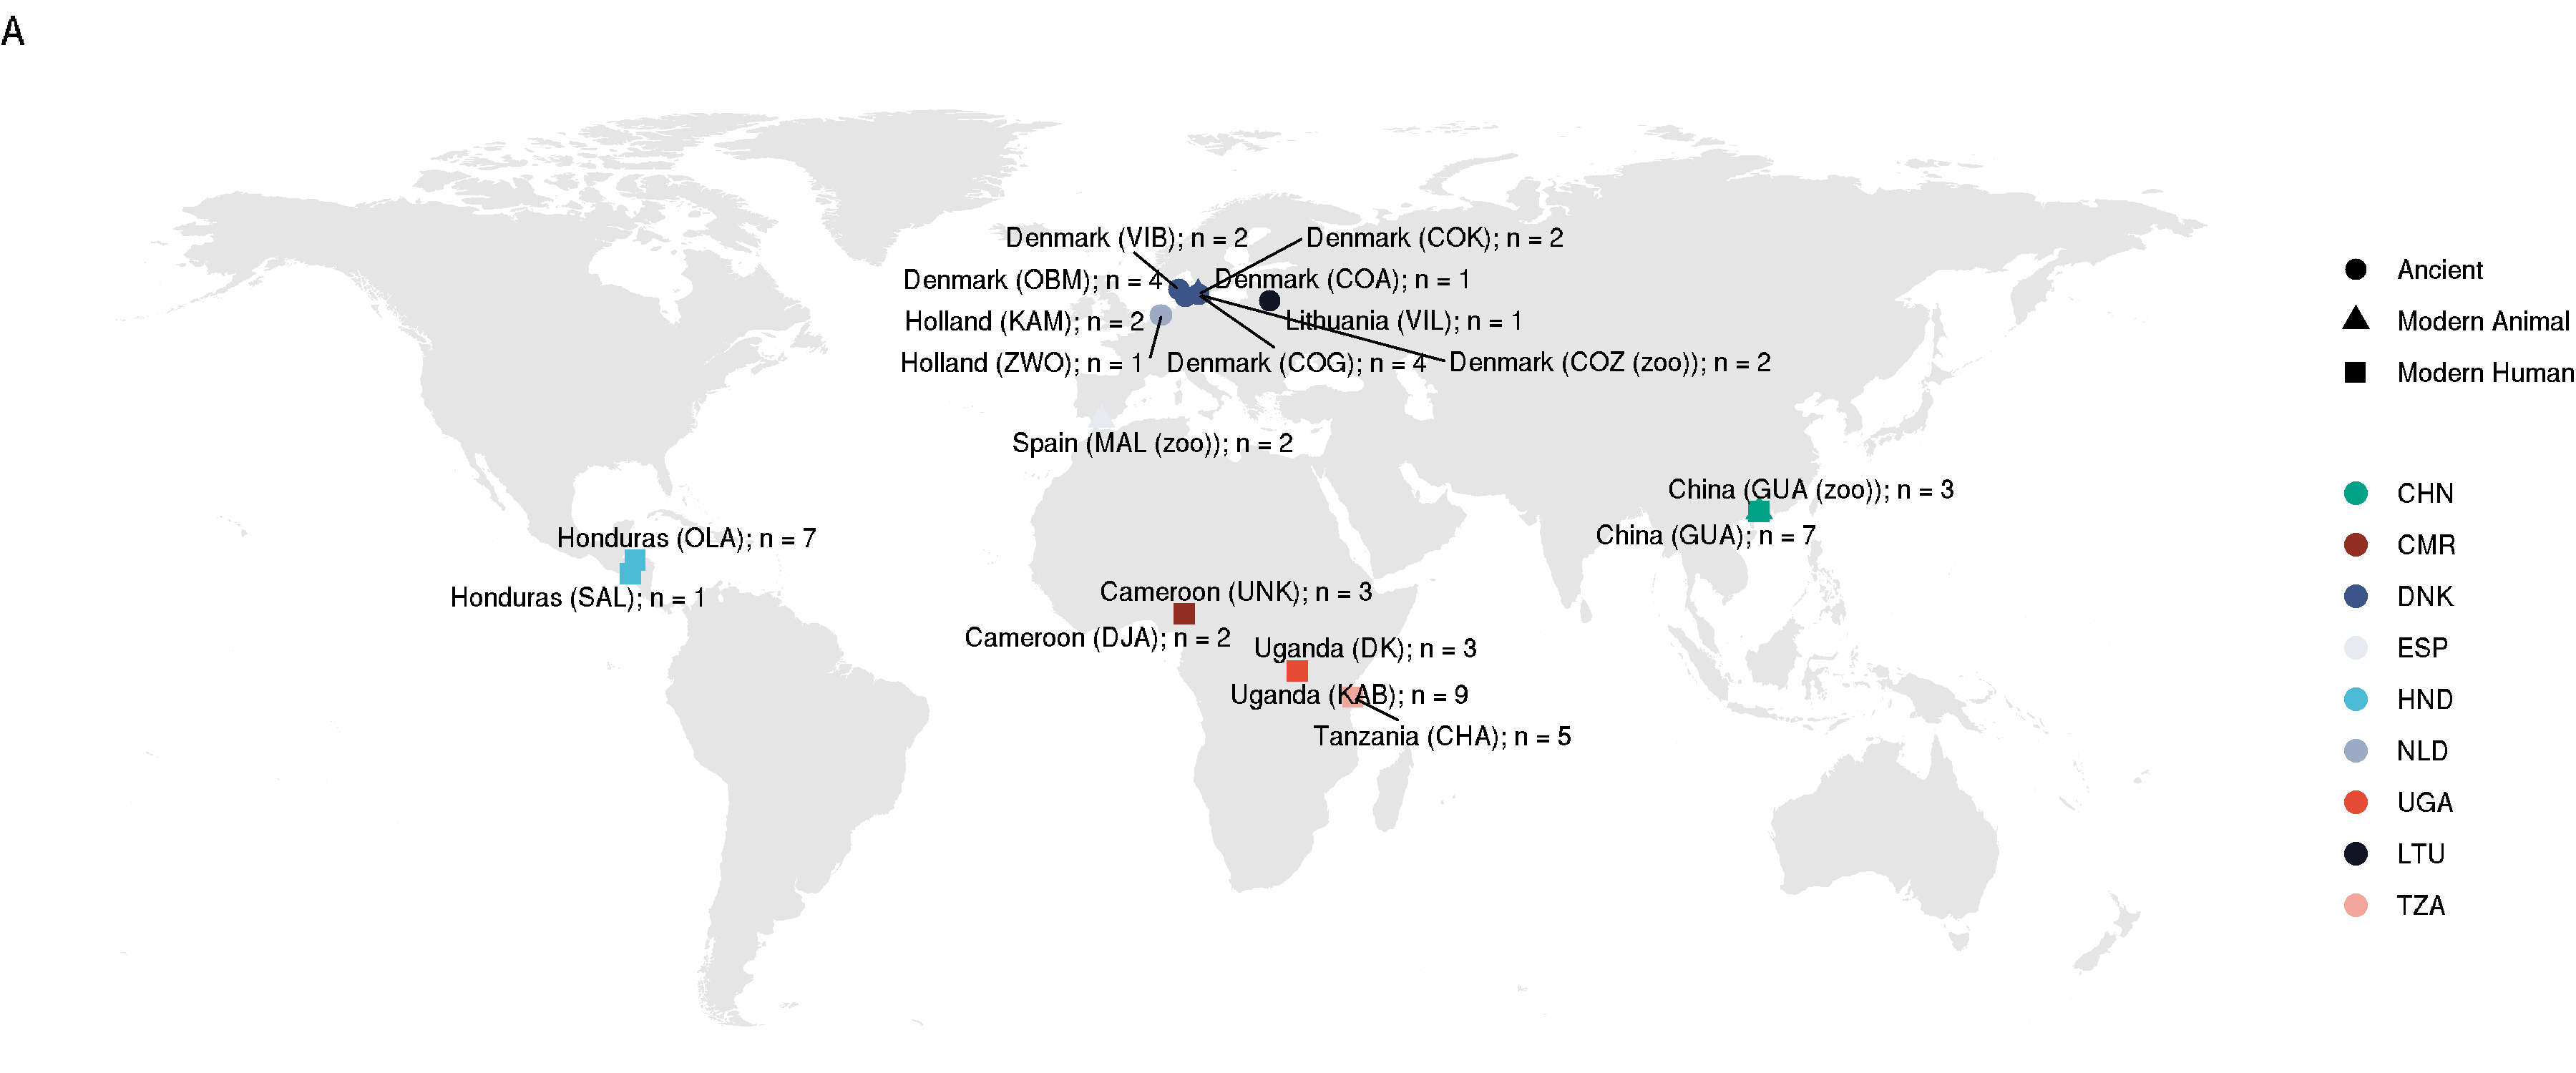 A
Denmark (VIB); n = 2
Denmark (COK); n = 2
Denmark (OBM); n = 4
Denmark (COA); n = 1
Holland (KAM); n = 2
Lithuania (VIL); n = 1
Holland (ZWO); n = 1
Denmark (COG); n = 4
Denmark (COZ (zoo)); n = 2
Spain (MAL (zoo)); n = 2
China (GUA (zoo)); n = 3
China (GUA); n = 7
Honduras (OLA); n = 7
Honduras (SAL); n = 1
Cameroon (UNK); n = 3
Cameroon (DJA); n = 2
Uganda (DK); n = 3
Uganda (KAB); n = 9
Tanzania (CHA); n = 5
Ancient
Modern Animal
Modern Human
CHN
CMR
DNK
ESP
HND
NLD
UGA
LTU
TZA